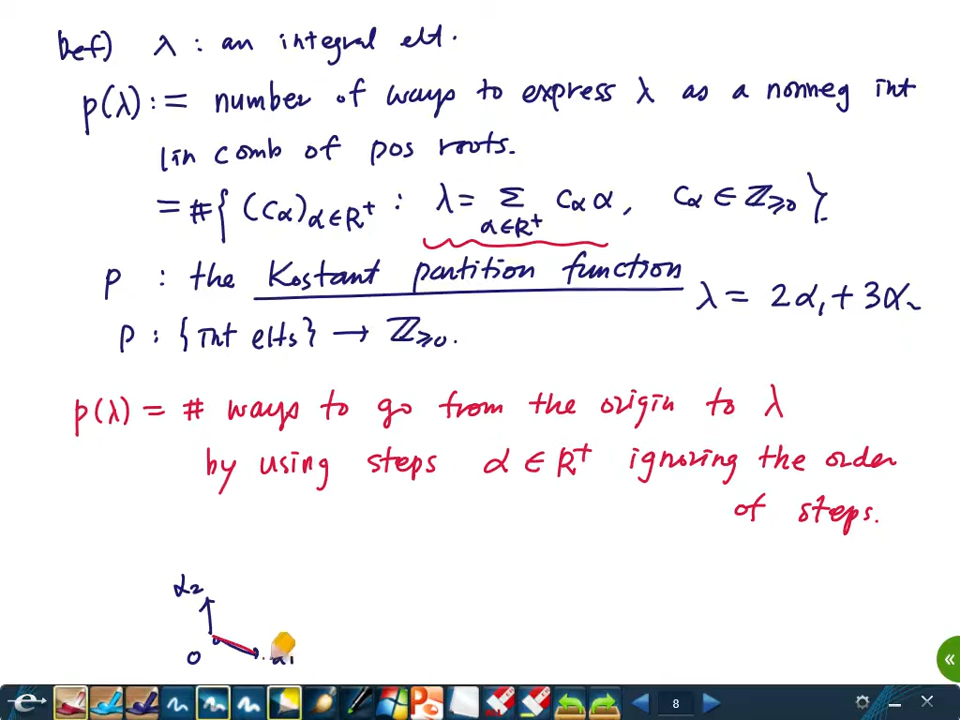 Def) λ : an integral elt.
p(λ) := number of ways to express λ as a nonneg int
lin comb of pos roots.
= #{ (cα)α∈R⁺ : λ = Σα∈R⁺ cα α , cα ∈ ℤ≥0 }.
p : the Kostant partition function
λ = 2α₁ + 3α₂
p : {int elts} → ℤ≥0.
p(λ) = # ways to go from the origin to λ
by using steps α ∈ R⁺ ignoring the order
of steps.
α₂
0
8